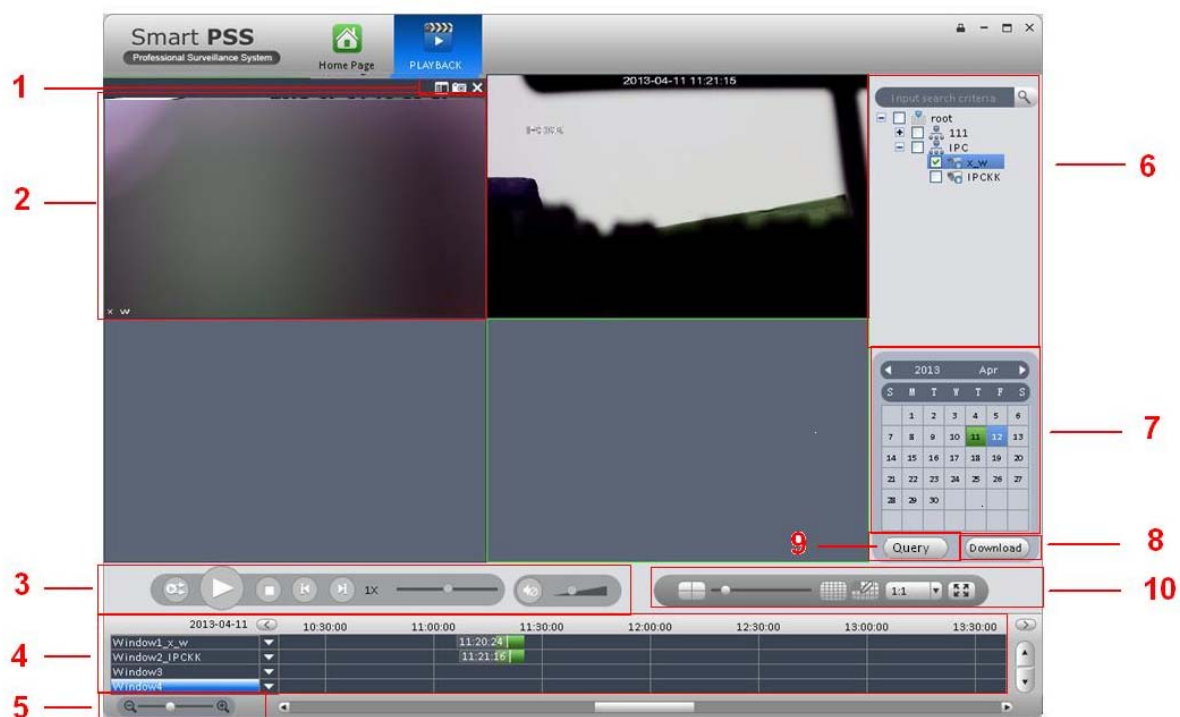 Smart PSS
Professional Surveillance System
Home Page
PLAYBACK
1
2013-04-11 11:21:15
Input search criteria
root
111
IPC
x_w
IPCKK
6
2
x w
2013 Apr
S M T W T F S
1 2 3 4 5 6
7 8 9 10 11 12 13
14 15 16 17 18 19 20
21 22 23 24 25 26 27
28 29 30
7
9
Query
Download
8
3
1X
1:1
10
2013-04-11
10:30:00 11:00:00 11:30:00 12:00:00 12:30:00 13:00:00 13:30:00
4
Window1_x_w
11:20:24
Window2_IPCKK
11:21:16
Window3
Window4
5